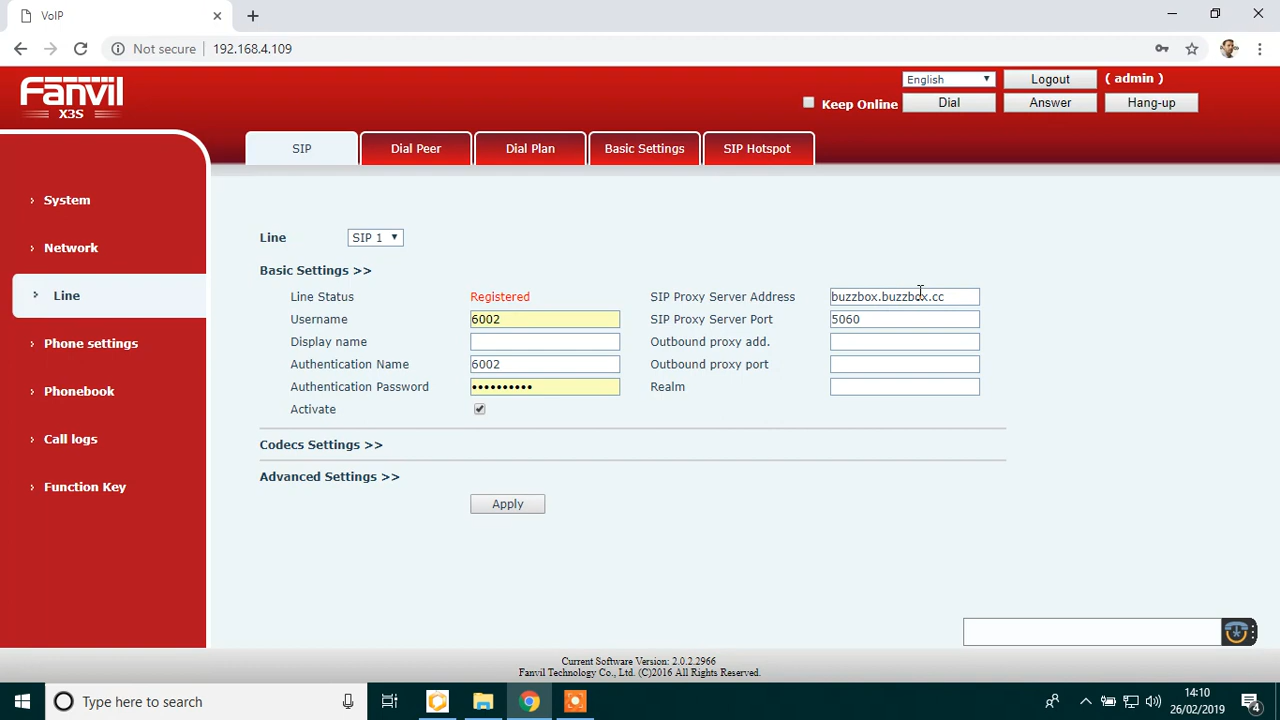 VoIP
Not secure | 192.168.4.109
Fanvil
X3S
English
Logout
( admin )
Keep Online
Dial
Answer
Hang-up
SIP
Dial Peer
Dial Plan
Basic Settings
SIP Hotspot
System
Network
Line
Phone settings
Phonebook
Call logs
Function Key
Line
SIP 1
Basic Settings >>
Line Status Registered SIP Proxy Server Address buzzbox.buzzbox.cc
Username 6002 SIP Proxy Server Port 5060
Display name Outbound proxy add.
Authentication Name 6002 Outbound proxy port
Authentication Password •••••••••• Realm
Activate
Codecs Settings >>
Advanced Settings >>
Apply
Current Software Version: 2.0.2.2966
Fanvil Technology Co., Ltd. (C)2016 All Rights Reserved.
Type here to search
14:10
26/02/2019
4